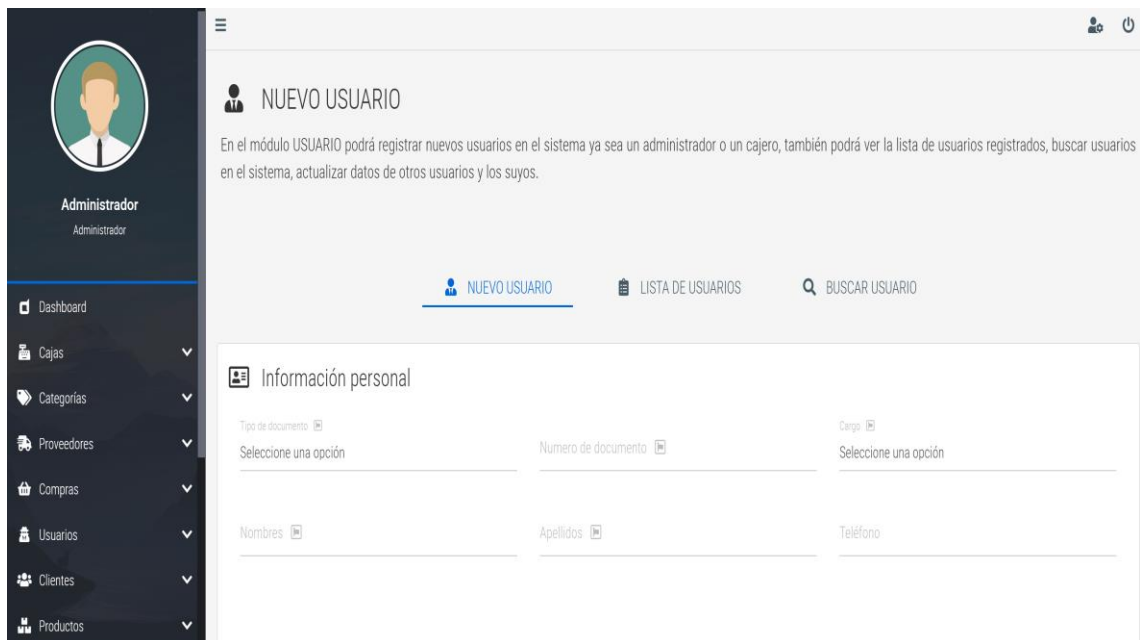 Administrador
Administrador
Dashboard
Cajas
Categorías
Proveedores
Compras
Usuarios
Clientes
Productos
NUEVO USUARIO
En el módulo USUARIO podrá registrar nuevos usuarios en el sistema ya sea un administrador o un cajero, también podrá ver la lista de usuarios registrados, buscar usuarios
en el sistema, actualizar datos de otros usuarios y los suyos.
NUEVO USUARIO LISTA DE USUARIOS BUSCAR USUARIO
Información personal
Tipo de documento
Seleccione una opción
Numero de documento
Cargo
Seleccione una opción
Nombres
Apellidos
Teléfono